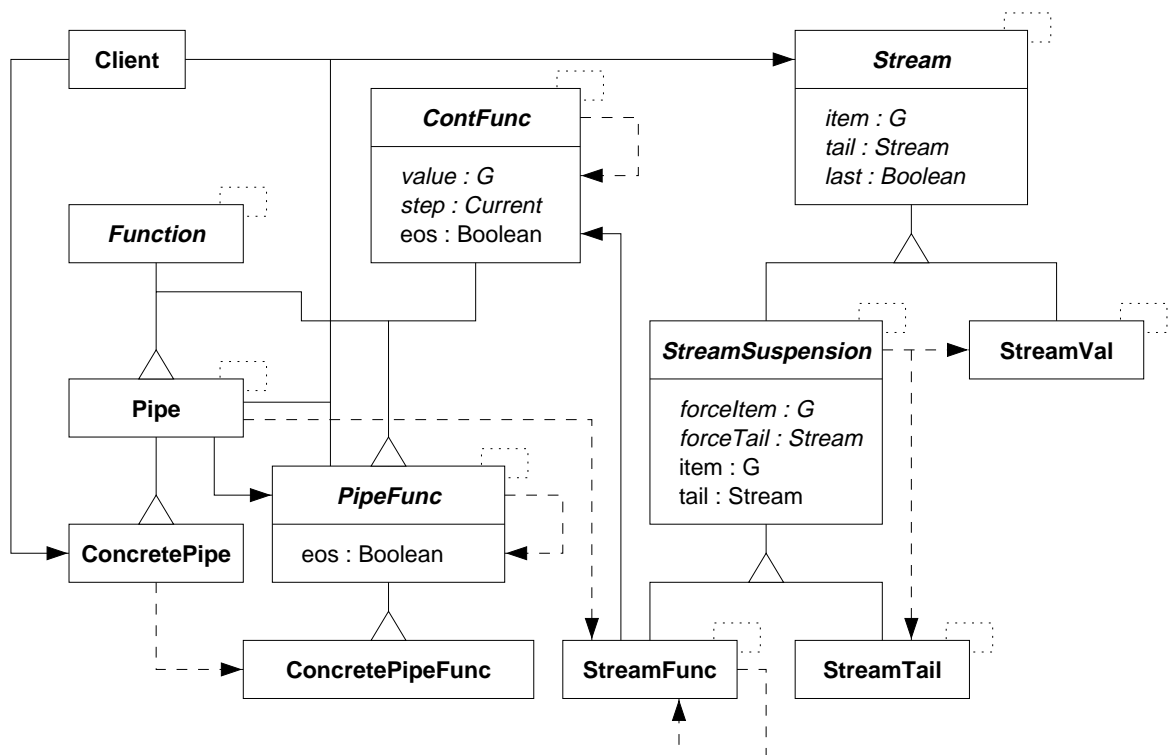 Client
Stream
item : G
tail : Stream
last : Boolean
ContFunc
value : G
step : Current
eos : Boolean
Function
StreamSuspension
forceItem : G
forceTail : Stream
item : G
tail : Stream
StreamVal
Pipe
PipeFunc
eos : Boolean
ConcretePipe
ConcretePipeFunc
StreamFunc
StreamTail